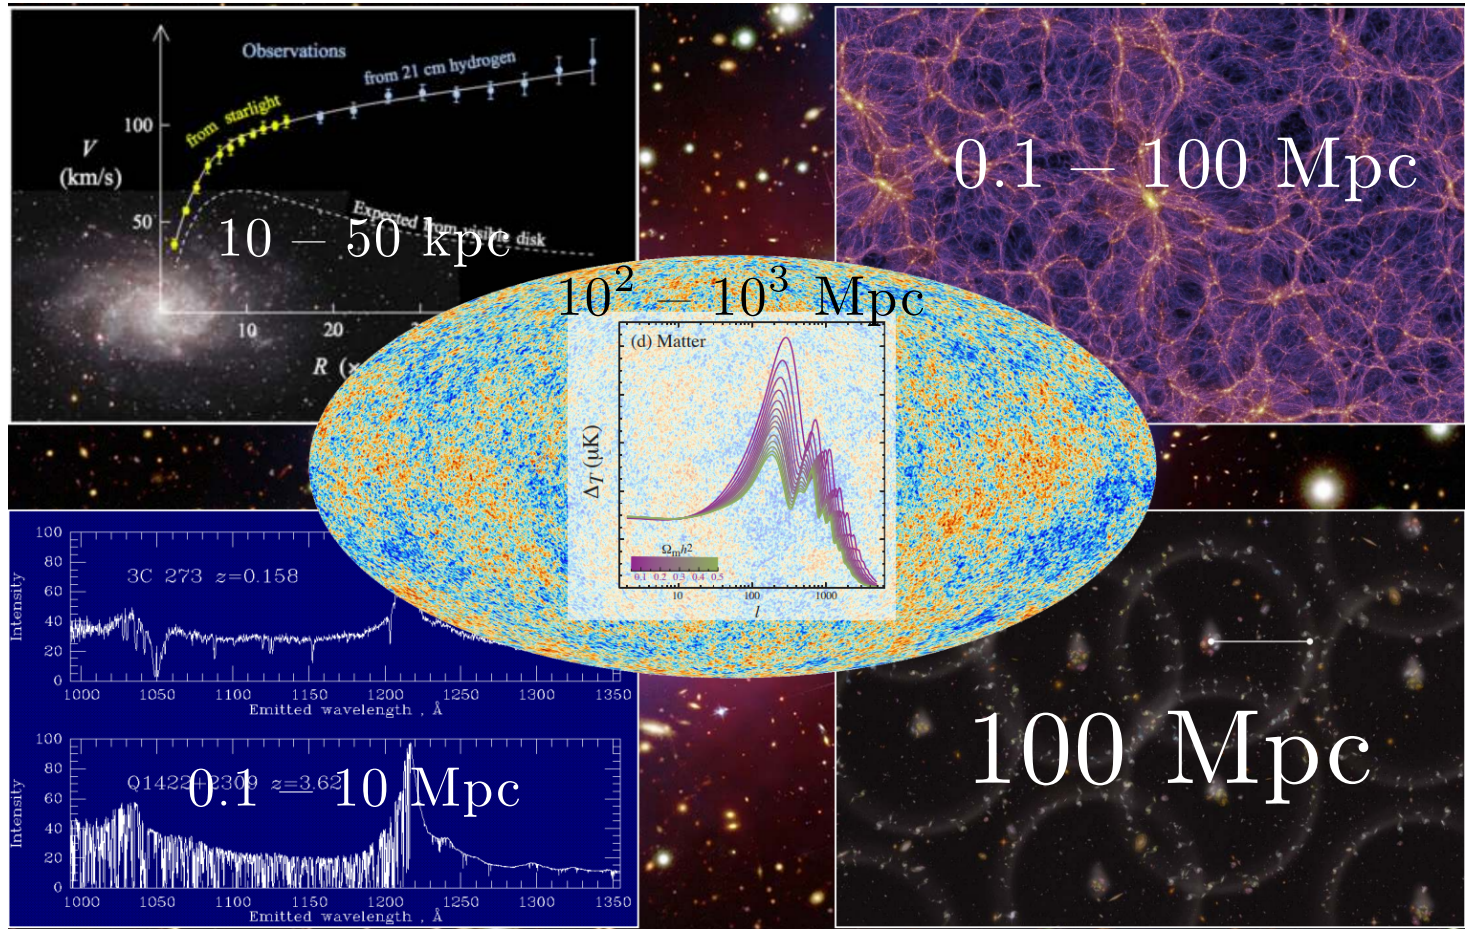 Observations
from 21 cm hydrogen
from starlight
100
V
(km/s)
50
Expected from visible disk
10 – 50 kpc
10 20
R (×
0.1 – 100 Mpc
10² – 10³ Mpc
(d) Matter
Δ_T (μK)
Ω_m h²
0.1 0.2 0.3 0.4 0.5
10 100 1000
l
100
80
60
40
20
0
Intensity
3C 273 z=0.158
1000 1050 1100 1150 1200 1250 1300 1350
Emitted wavelength , Å
100
80
60
40
20
0
Intensity
Q1422+2309 z=3.62
0.1 – 10 Mpc
1000 1050 1100 1150 1200 1250 1300 1350
Emitted wavelength , Å
100 Mpc